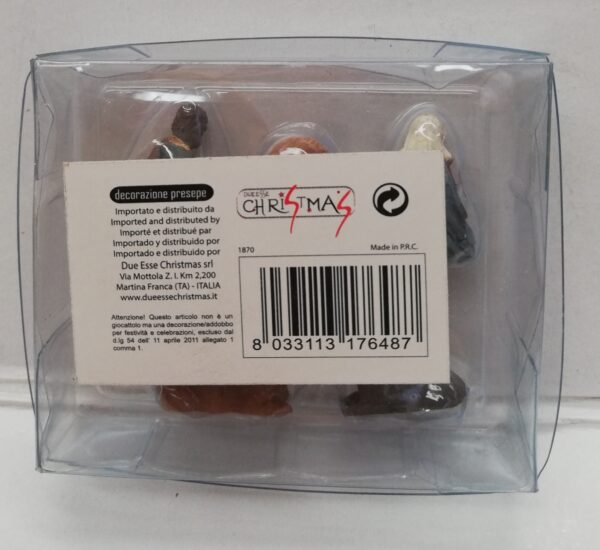 decorazione presepe
Importato e distribuito da
Imported and distributed by
Importé et distribué par
Importado y distribuido por
Importado e distribuido por
Due Esse Christmas srl
Via Mottola Z. I. Km 2,200
Martina Franca (TA) - ITALIA
www.dueessechristmas.it
Attenzione! Questo articolo non è un
giocattolo ma una decorazione/addobbo
per festività e celebrazioni, escluso dal
d.lg 54 dell' 11 aprile 2011 allegato 1
comma 1.
DUEESSE
CHRISTMAS
1870
Made in P.R.C.
8 033113 176487